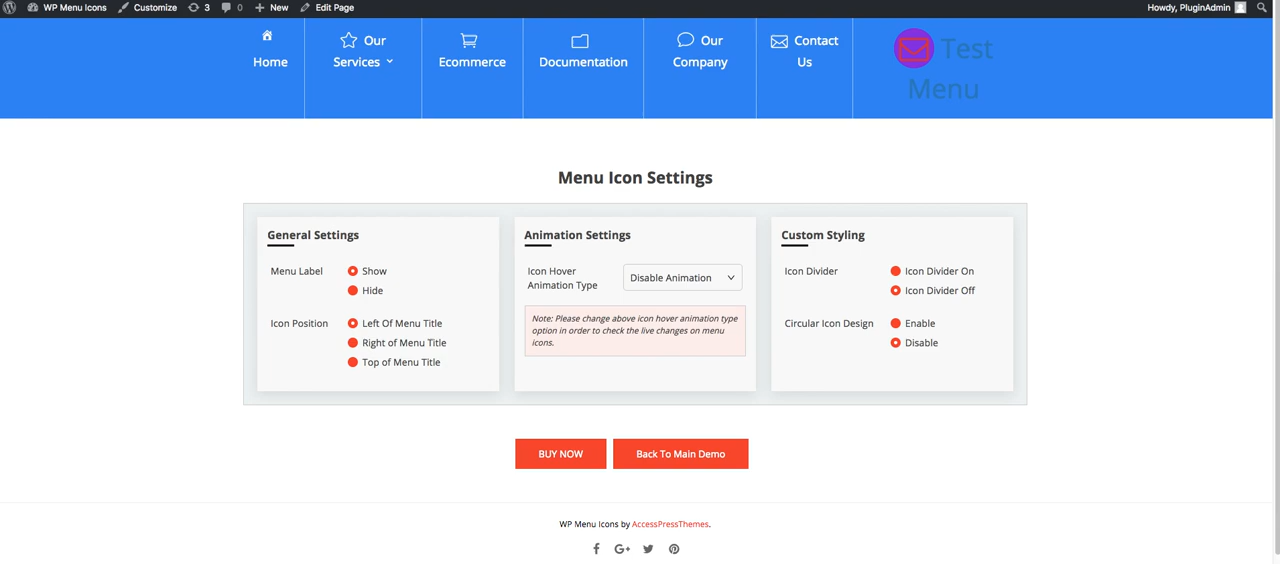 WP Menu Icons Customize 3 0 New Edit Page Howdy, PluginAdmin
Home
Our
Services
Ecommerce
Documentation
Our
Company
Contact
Us
Test
Menu
Menu Icon Settings
General Settings
Menu Label
Show
Hide
Icon Position
Left Of Menu Title
Right of Menu Title
Top of Menu Title
Animation Settings
Icon Hover
Animation Type
Disable Animation
Note: Please change above icon hover animation type
option in order to check the live changes on menu
icons.
Custom Styling
Icon Divider
Icon Divider On
Icon Divider Off
Circular Icon Design
Enable
Disable
BUY NOW
Back To Main Demo
WP Menu Icons by AccessPressThemes.